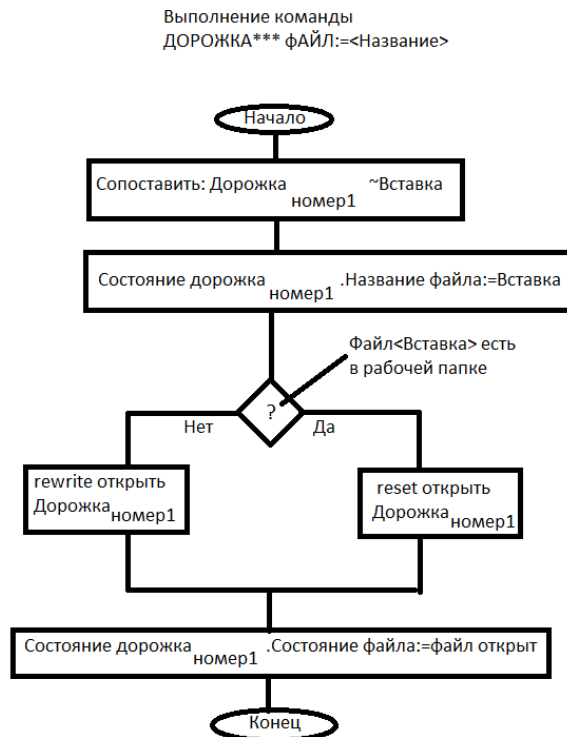 Выполнение команды
ДОРОЖКА*** фАЙЛ:=<Название>
Начало
Сопоставить: Дорожка номер1 ~Вставка
Состояние дорожка номер1 .Название файла:=Вставка
Файл<Вставка> есть
в рабочей папке
?
Нет
Да
rewrite открыть
Дорожка номер1
reset открыть
Дорожка номер1
Состояние дорожка номер1 .Состояние файла:=файл открыт
Конец